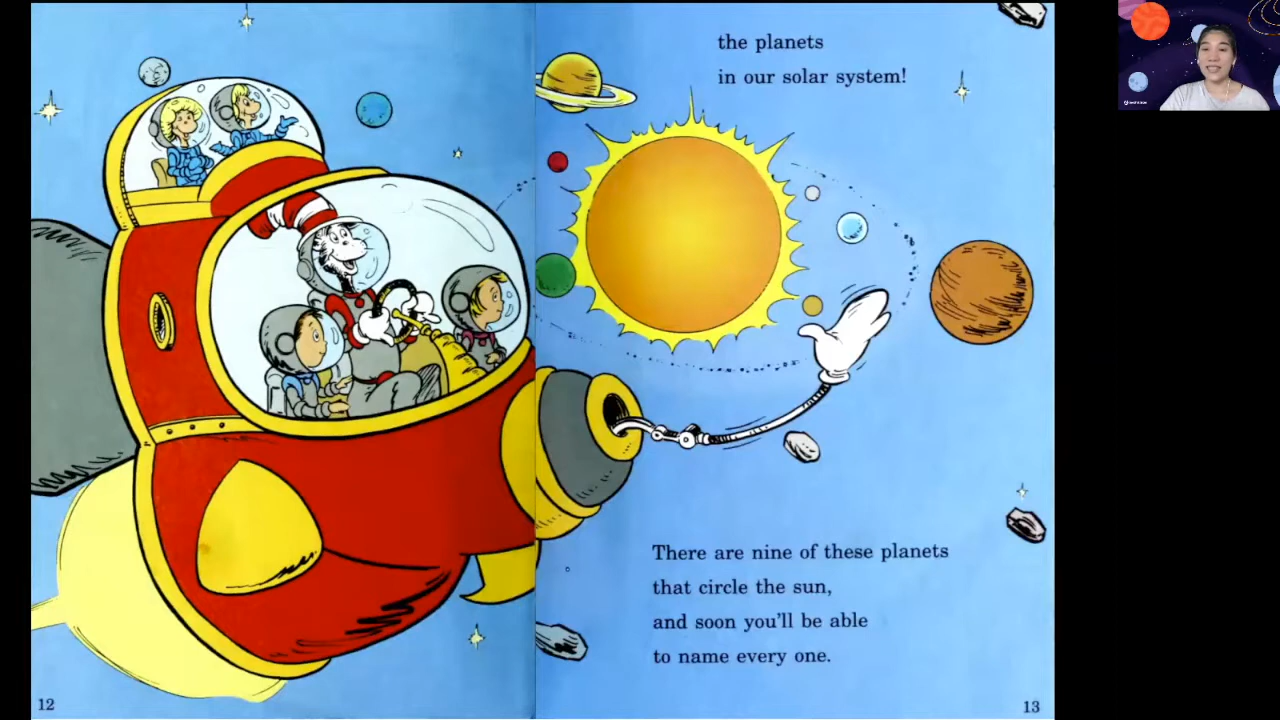 the planets
in our solar system!
There are nine of these planets
that circle the sun,
and soon you'll be able
to name every one.
12
13